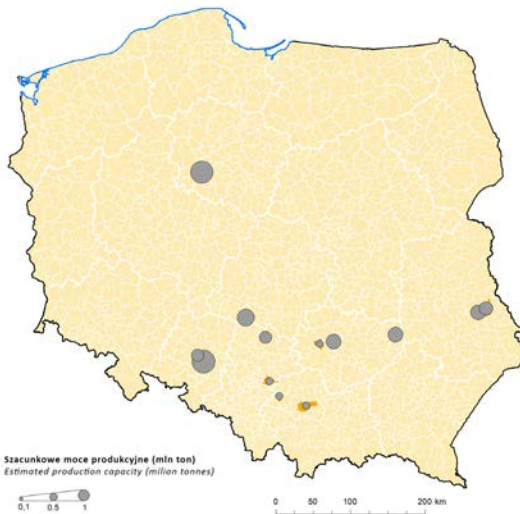 Szacunkowe moce produkcyjne (mln ton)
Estimated production capacity (milion tonnes)
0,1 0.5 1
0 50 100 200 km